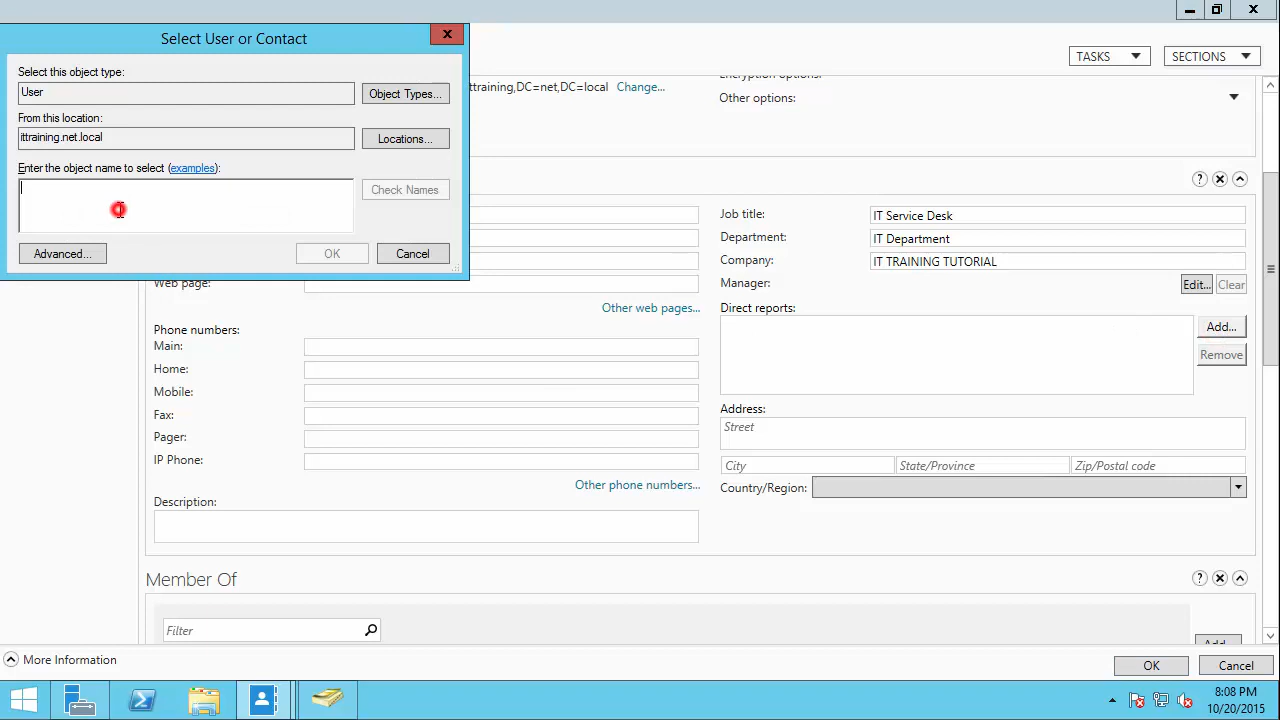 Select User or Contact
Select this object type:
User
Object Types...
From this location:
ittraining.net.local
Locations...
Enter the object name to select (examples):
Check Names
Advanced...
OK
Cancel
TASKS
SECTIONS
ttraining,DC=net,DC=local Change...
Encryption options:
Other options:
Job title:
IT Service Desk
Department:
IT Department
Company:
IT TRAINING TUTORIAL
Web page:
Manager:
Edit...
Clear
Other web pages...
Direct reports:
Add...
Remove
Phone numbers:
Main:
Home:
Mobile:
Fax:
Pager:
IP Phone:
Other phone numbers...
Address:
Street
City
State/Province
Zip/Postal code
Country/Region:
Description:
Member Of
Filter
Add...
More Information
OK
Cancel
8:08 PM
10/20/2015